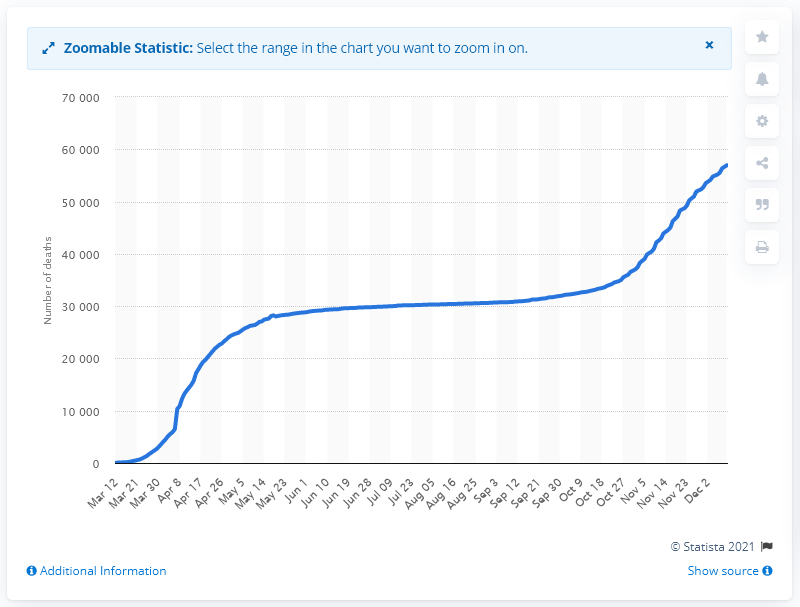 Zoomable Statistic: Select the range in the chart you want to zoom in on.
70 000
60 000
50 000
40 000
30 000
20 000
10 000
0
Number of deaths
Mar 12
Mar 21
Mar 30
Apr 8
Apr 17
Apr 26
May 5
May 14
May 23
Jun 1
Jun 10
Jun 19
Jun 28
Jul 09
Jul 23
Aug 05
Aug 16
Aug 25
Sep 3
Sep 12
Sep 21
Sep 30
Oct 9
Oct 18
Oct 27
Nov 5
Nov 14
Nov 23
Dec 2
© Statista 2021
Additional Information
Show source